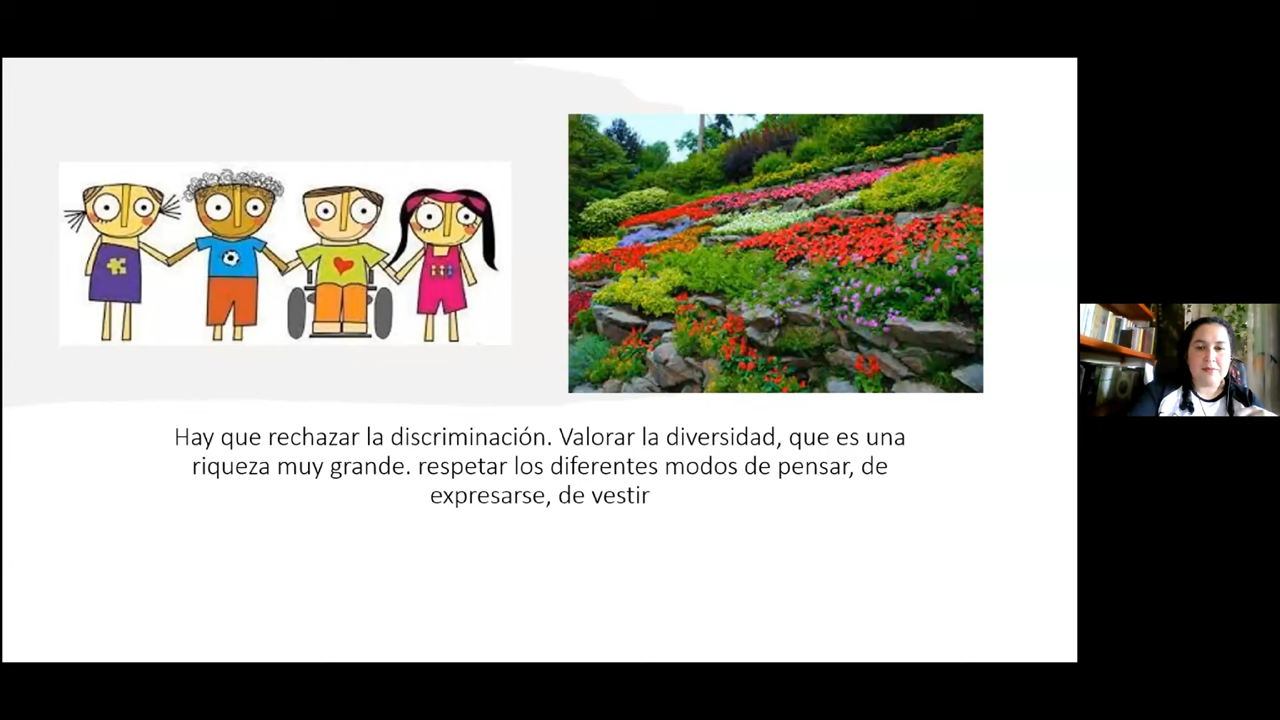 Hay que rechazar la discriminación. Valorar la diversidad, que es una
riqueza muy grande. respetar los diferentes modos de pensar, de
expresarse, de vestir